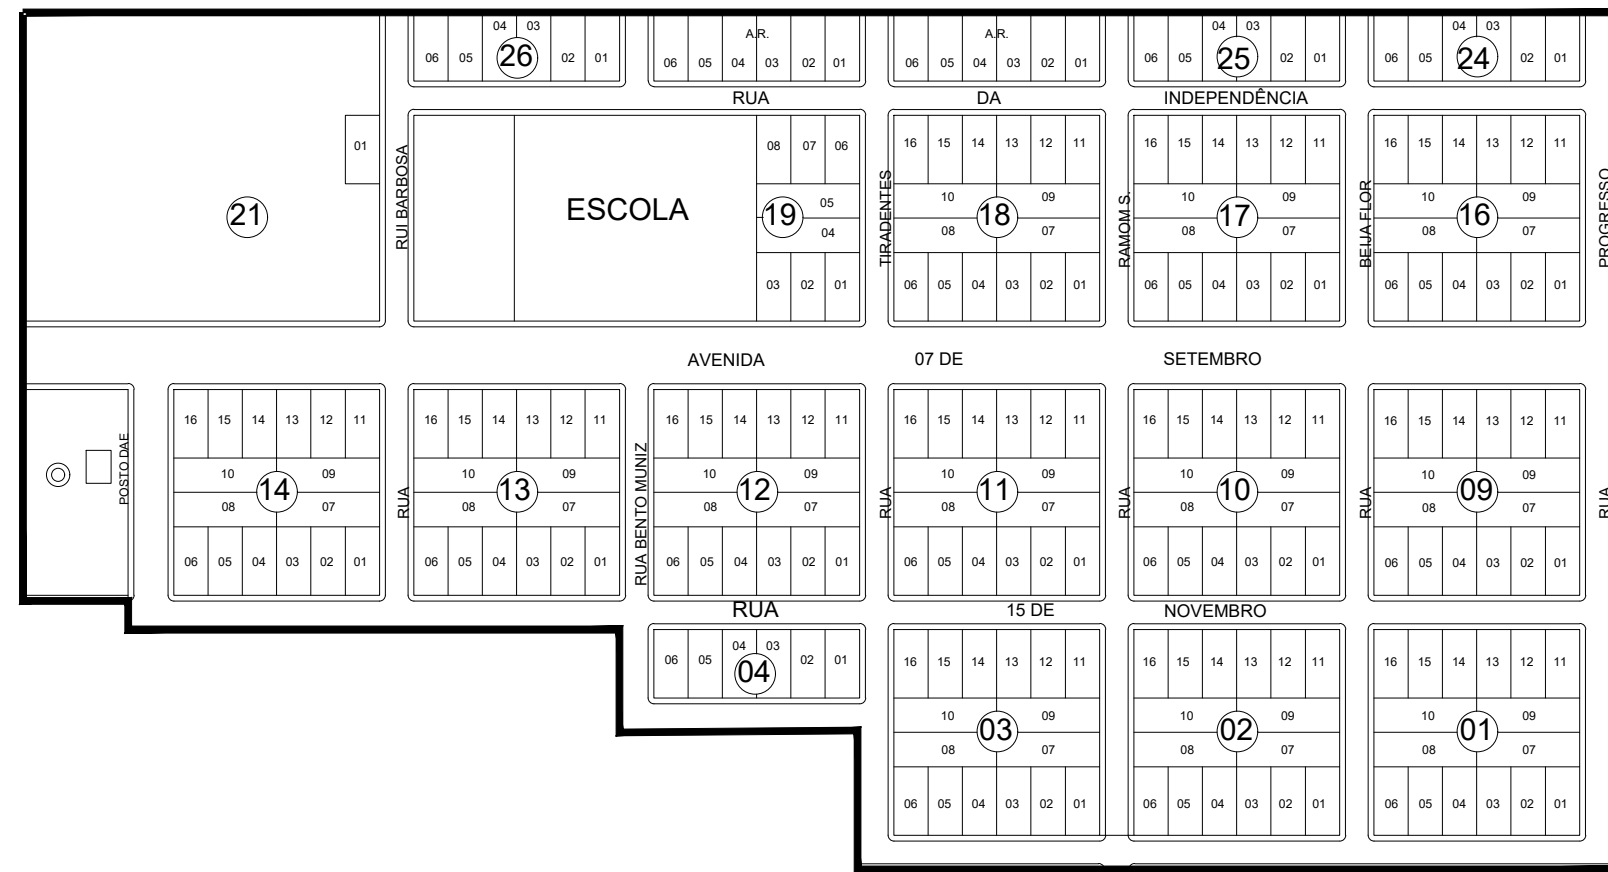 04 03 A.R. A.R. 04 03 04 03
06 05 26 02 01 06 05 04 03 02 01 06 05 04 03 02 01 06 05 25 02 01 06 05 24 02 01
RUA DA INDEPENDÊNCIA
01 08 07 06 16 15 14 13 12 11 16 15 14 13 12 11 16 15 14 13 12 11
RUI BARBOSA
TIRADENTES
RAMOM S.
BEIJA FLOR
PROGRESSO
05 10 09 10 09 10 09
21 ESCOLA 19 18 17 16
04 08 07 08 07 08 07
03 02 01 06 05 04 03 02 01 06 05 04 03 02 01 06 05 04 03 02 01
AVENIDA 07 DE SETEMBRO
16 15 14 13 12 11 16 15 14 13 12 11 16 15 14 13 12 11 16 15 14 13 12 11 16 15 14 13 12 11 16 15 14 13 12 11
POSTO DAE
RUA
RUA BENTO MUNIZ
RUA
RUA
RUA
RUA
10 09 10 09 10 09 10 09 10 09 10 09
14 13 12 11 10 09
08 07 08 07 08 07 08 07 08 07 08 07
06 05 04 03 02 01 06 05 04 03 02 01 06 05 04 03 02 01 06 05 04 03 02 01 06 05 04 03 02 01 06 05 04 03 02 01
RUA 15 DE NOVEMBRO
04 03
06 05 04 02 01 16 15 14 13 12 11 16 15 14 13 12 11 16 15 14 13 12 11
10 09 10 09 10 09
03 02 01
08 07 08 07 08 07
06 05 04 03 02 01 06 05 04 03 02 01 06 05 04 03 02 01